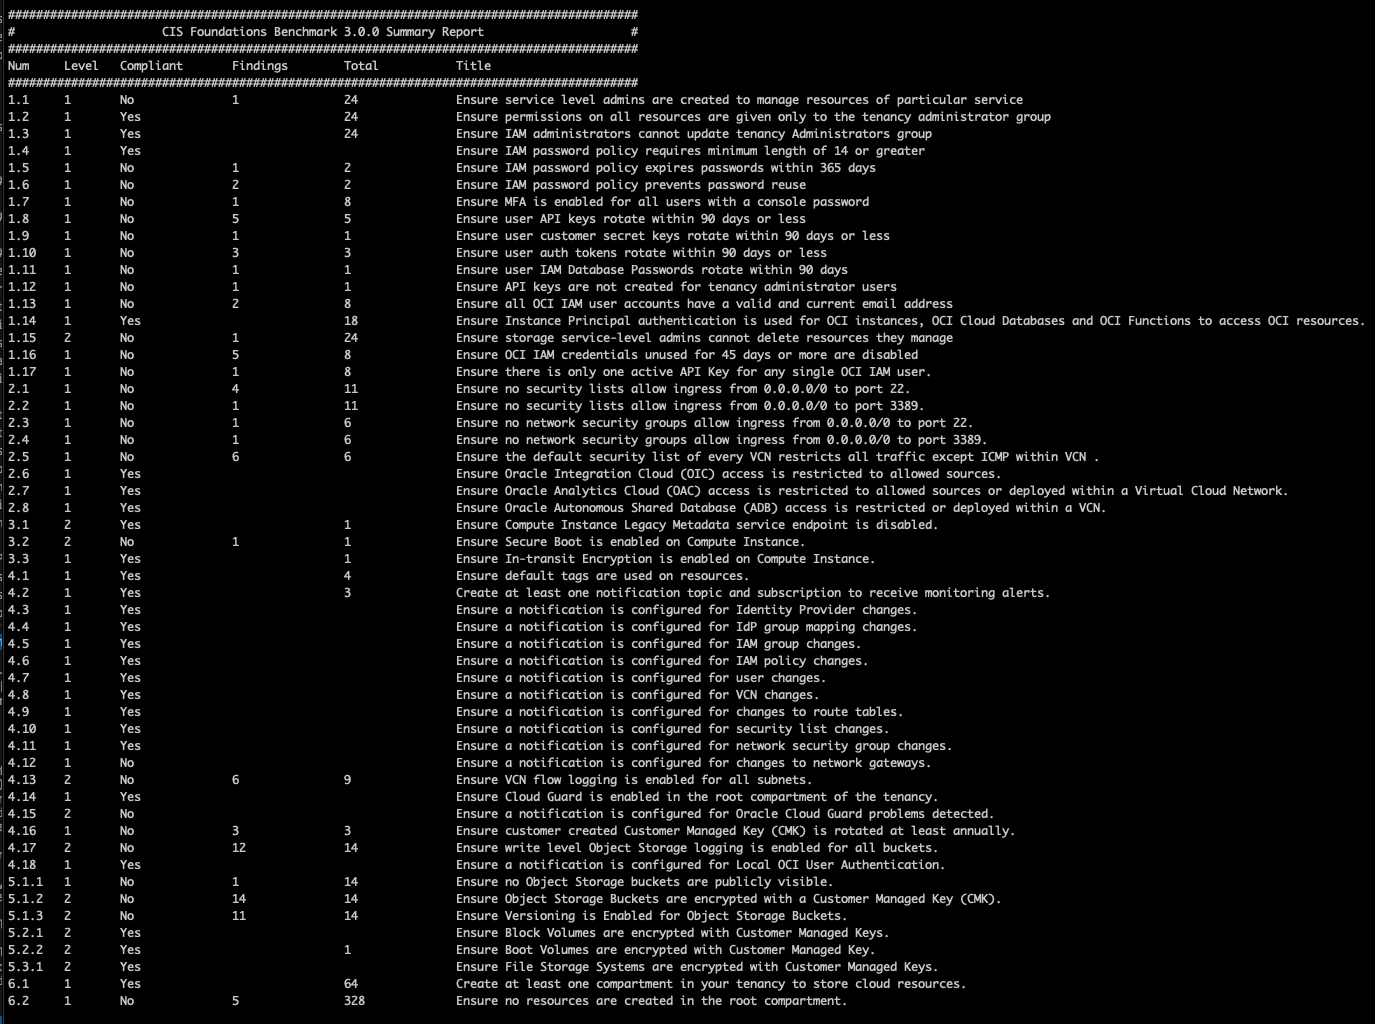 ##########################################################################################
#                     CIS Foundations Benchmark 3.0.0 Summary Report                     #
##########################################################################################
Num     Level   Compliant       Findings        Total           Title
##########################################################################################
1.1     1       No              1               24              Ensure service level admins are created to manage resources of particular service
1.2     1       Yes                             24              Ensure permissions on all resources are given only to the tenancy administrator group
1.3     1       Yes                             24              Ensure IAM administrators cannot update tenancy Administrators group
1.4     1       Yes                                             Ensure IAM password policy requires minimum length of 14 or greater
1.5     1       No              1               2               Ensure IAM password policy expires passwords within 365 days
1.6     1       No              2               2               Ensure IAM password policy prevents password reuse
1.7     1       No              1               8               Ensure MFA is enabled for all users with a console password
1.8     1       No              5               5               Ensure user API keys rotate within 90 days or less
1.9     1       No              1               1               Ensure user customer secret keys rotate within 90 days or less
1.10    1       No              3               3               Ensure user auth tokens rotate within 90 days or less
1.11    1       No              1               1               Ensure user IAM Database Passwords rotate within 90 days
1.12    1       No              1               1               Ensure API keys are not created for tenancy administrator users
1.13    1       No              2               8               Ensure all OCI IAM user accounts have a valid and current email address
1.14    1       Yes                             18              Ensure Instance Principal authentication is used for OCI instances, OCI Cloud Databases and OCI Functions to access OCI resources.
1.15    2       No              1               24              Ensure storage service-level admins cannot delete resources they manage
1.16    1       No              5               8               Ensure OCI IAM credentials unused for 45 days or more are disabled
1.17    1       No              1               8               Ensure there is only one active API Key for any single OCI IAM user.
2.1     1       No              4               11              Ensure no security lists allow ingress from 0.0.0.0/0 to port 22.
2.2     1       No              1               11              Ensure no security lists allow ingress from 0.0.0.0/0 to port 3389.
2.3     1       No              1               6               Ensure no network security groups allow ingress from 0.0.0.0/0 to port 22.
2.4     1       No              1               6               Ensure no network security groups allow ingress from 0.0.0.0/0 to port 3389.
2.5     1       No              6               6               Ensure the default security list of every VCN restricts all traffic except ICMP within VCN .
2.6     1       Yes                                             Ensure Oracle Integration Cloud (OIC) access is restricted to allowed sources.
2.7     1       Yes                                             Ensure Oracle Analytics Cloud (OAC) access is restricted to allowed sources or deployed within a Virtual Cloud Network.
2.8     1       Yes                                             Ensure Oracle Autonomous Shared Database (ADB) access is restricted or deployed within a VCN.
3.1     2       Yes                             1               Ensure Compute Instance Legacy Metadata service endpoint is disabled.
3.2     2       No              1               1               Ensure Secure Boot is enabled on Compute Instance.
3.3     1       Yes                             1               Ensure In-transit Encryption is enabled on Compute Instance.
4.1     1       Yes                             4               Ensure default tags are used on resources.
4.2     1       Yes                             3               Create at least one notification topic and subscription to receive monitoring alerts.
4.3     1       Yes                                             Ensure a notification is configured for Identity Provider changes.
4.4     1       Yes                                             Ensure a notification is configured for IdP group mapping changes.
4.5     1       Yes                                             Ensure a notification is configured for IAM group changes.
4.6     1       Yes                                             Ensure a notification is configured for IAM policy changes.
4.7     1       Yes                                             Ensure a notification is configured for user changes.
4.8     1       Yes                                             Ensure a notification is configured for VCN changes.
4.9     1       Yes                                             Ensure a notification is configured for changes to route tables.
4.10    1       Yes                                             Ensure a notification is configured for security list changes.
4.11    1       Yes                                             Ensure a notification is configured for network security group changes.
4.12    1       No                                              Ensure a notification is configured for changes to network gateways.
4.13    2       No              6               9               Ensure VCN flow logging is enabled for all subnets.
4.14    1       Yes                                             Ensure Cloud Guard is enabled in the root compartment of the tenancy.
4.15    2       No                                              Ensure a notification is configured for Oracle Cloud Guard problems detected.
4.16    1       No              3               3               Ensure customer created Customer Managed Key (CMK) is rotated at least annually.
4.17    2       No              12              14              Ensure write level Object Storage logging is enabled for all buckets.
4.18    1       Yes                                             Ensure a notification is configured for Local OCI User Authentication.
5.1.1   1       No              1               14              Ensure no Object Storage buckets are publicly visible.
5.1.2   2       No              14              14              Ensure Object Storage Buckets are encrypted with a Customer Managed Key (CMK).
5.1.3   2       No              11              14              Ensure Versioning is Enabled for Object Storage Buckets.
5.2.1   2       Yes                                             Ensure Block Volumes are encrypted with Customer Managed Keys.
5.2.2   2       Yes                             1               Ensure Boot Volumes are encrypted with Customer Managed Key.
5.3.1   2       Yes                                             Ensure File Storage Systems are encrypted with Customer Managed Keys.
6.1     1       Yes                             64              Create at least one compartment in your tenancy to store cloud resources.
6.2     1       No              5               328             Ensure no resources are created in the root compartment.